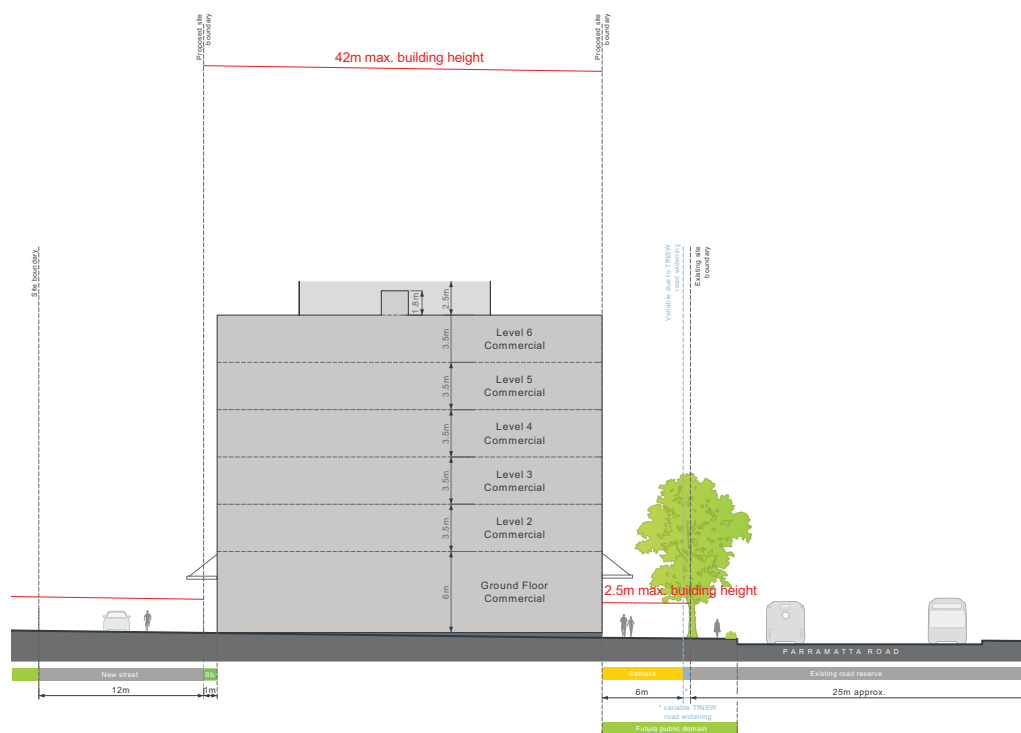 Proposed site
boundary
Proposed site
boundary
42m max. building height
Site boundary
Variable due to TfNSW
road widening
Existing site
boundary
1.8m
2.5m
3.5m
Level 6
Commercial
3.5m
Level 5
Commercial
3.5m
Level 4
Commercial
3.5m
Level 3
Commercial
3.5m
Level 2
Commercial
6m
Ground Floor
Commercial
2.5m max. building height
PARRAMATTA ROAD
New street
Sb.
Setback
Existing road reserve
12m
1m
6m
*
25m approx.
* variable TfNSW
road widening
Future public domain